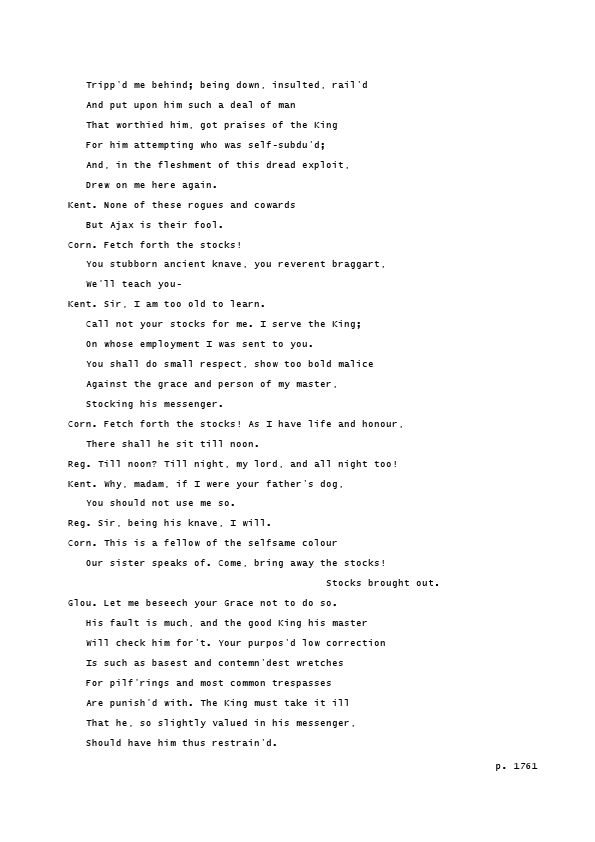 Tripp'd me behind; being down, insulted, rail'd
And put upon him such a deal of man
That worthied him, got praises of the King
For him attempting who was self-subdu'd;
And, in the fleshment of this dread exploit,
Drew on me here again.
Kent. None of these rogues and cowards
But Ajax is their fool.
Corn. Fetch forth the stocks!
You stubborn ancient knave, you reverent braggart,
We'll teach you-
Kent. Sir, I am too old to learn.
Call not your stocks for me. I serve the King;
On whose employment I was sent to you.
You shall do small respect, show too bold malice
Against the grace and person of my master,
Stocking his messenger.
Corn. Fetch forth the stocks! As I have life and honour,
There shall he sit till noon.
Reg. Till noon? Till night, my lord, and all night too!
Kent. Why, madam, if I were your father's dog,
You should not use me so.
Reg. Sir, being his knave, I will.
Corn. This is a fellow of the selfsame colour
Our sister speaks of. Come, bring away the stocks!
Stocks brought out.
Glou. Let me beseech your Grace not to do so.
His fault is much, and the good King his master
Will check him for't. Your purpos'd low correction
Is such as basest and contemn'dest wretches
For pilf'rings and most common trespasses
Are punish'd with. The King must take it ill
That he, so slightly valued in his messenger,
Should have him thus restrain'd.
p. 1761